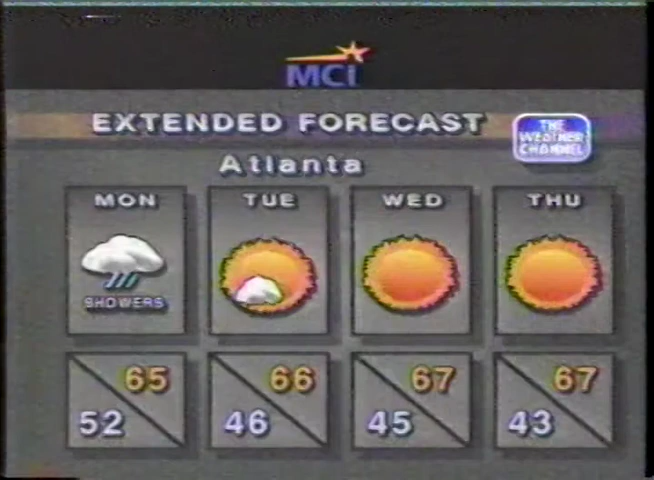 MCI
EXTENDED FORECAST
THE
WEATHER
CHANNEL
Atlanta
MON TUE WED THU
SHOWERS
65 66 67 67
52 46 45 43